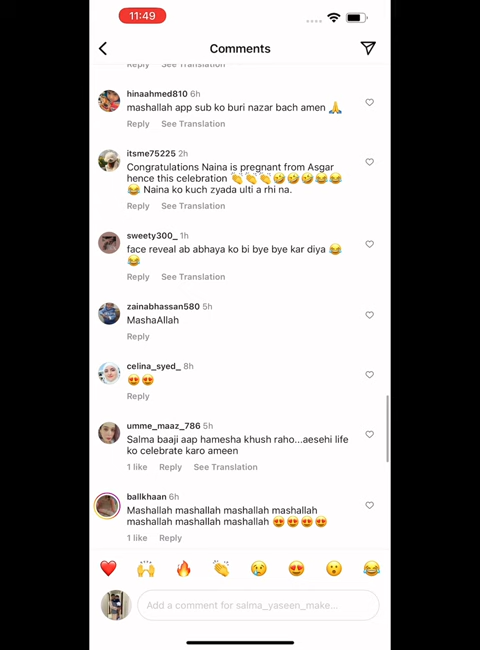 11:49
Comments
Reply See Translation
hinaahmed810 6h
mashallah app sub ko buri nazar bach amen 🙏
Reply See Translation
itsme75225 2h
Congratulations Naina is pregnant from Asgar
hence this celebration 👏👏👏🤣🤣🤣😂😂
😂 Naina ko kuch zyada ulti a rhi na.
Reply See Translation
sweety300_ 1h
face reveal ab abhaya ko bi bye bye kar diya 😂
😂
Reply See Translation
zainabhassan580 5h
MashaAllah
Reply
celina_syed_ 8h
😍😍
Reply
umme_maaz_786 5h
Salma baaji aap hamesha khush raho...aesehi life
ko celebrate karo ameen
1 like Reply See Translation
ballkhaan 6h
Mashallah mashallah mashallah mashallah
mashallah mashallah mashallah 😍😍😍😍
1 like Reply
❤️ 🙌 🔥 👏 😢 😍 😮 😂
Add a comment for salma_yaseen_make...